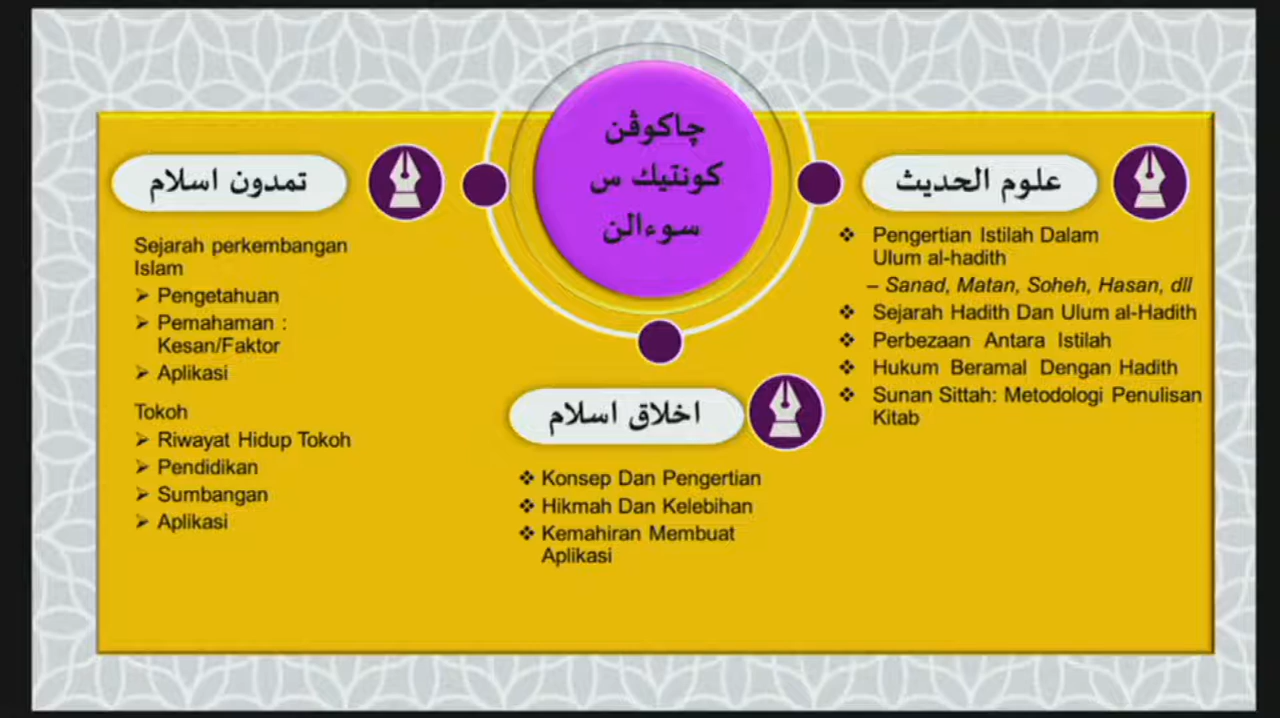 چاكوڤن
كونتيك س
سوءالن
تمدون اسلام
Sejarah perkembangan
Islam
➢ Pengetahuan
➢ Pemahaman :
Kesan/Faktor
➢ Aplikasi
Tokoh
➢ Riwayat Hidup Tokoh
➢ Pendidikan
➢ Sumbangan
➢ Aplikasi
اخلاق اسلام
❖ Konsep Dan Pengertian
❖ Hikmah Dan Kelebihan
❖ Kemahiran Membuat
Aplikasi
علوم الحديث
❖ Pengertian Istilah Dalam
Ulum al-hadith
– Sanad, Matan, Soheh, Hasan, dll
❖ Sejarah Hadith Dan Ulum al-Hadith
❖ Perbezaan Antara Istilah
❖ Hukum Beramal Dengan Hadith
❖ Sunan Sittah: Metodologi Penulisan
Kitab